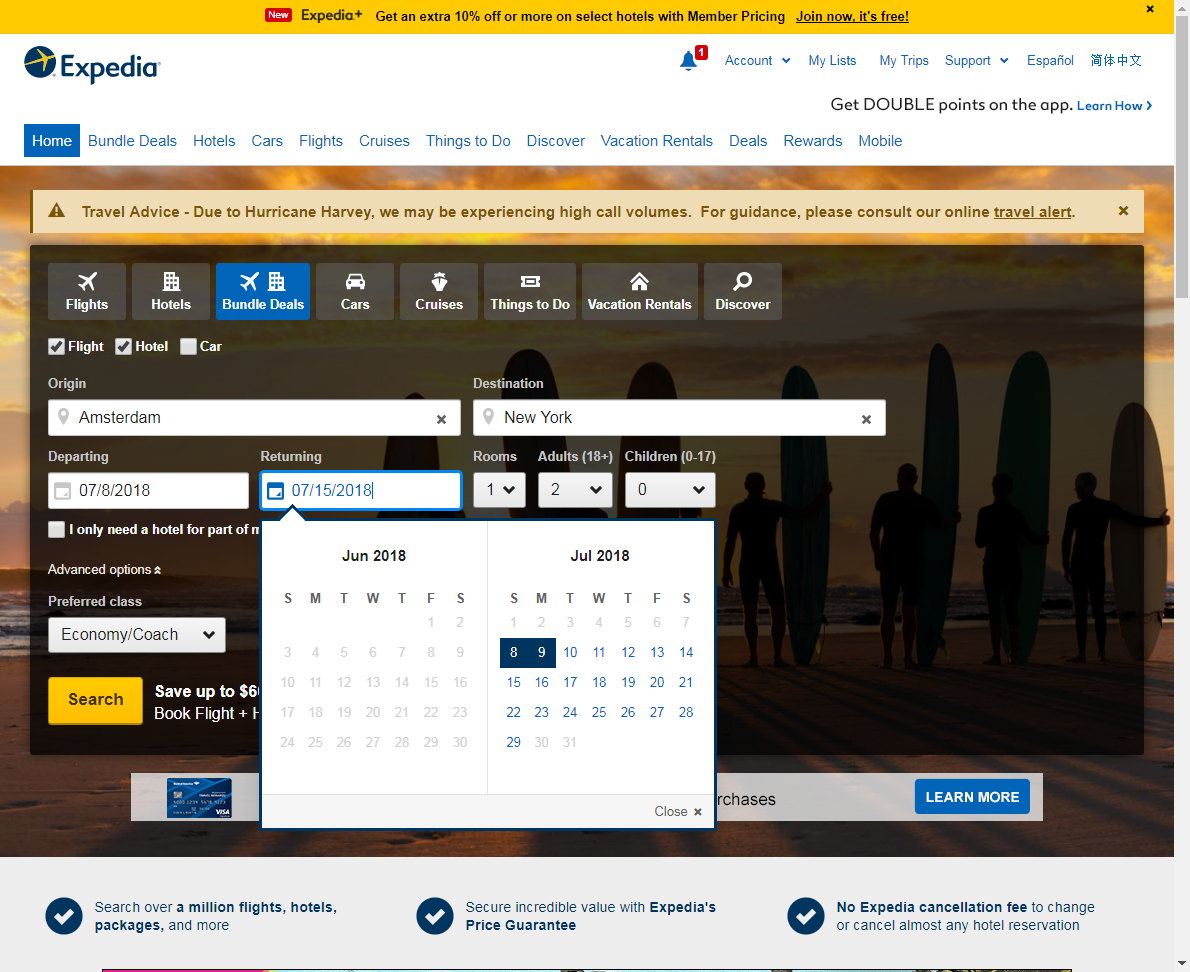 New Expedia+ Get an extra 10% off or more on select hotels with Member Pricing Join now, it's free!
Expedia
1 Account My Lists My Trips Support Español 简体中文
Get DOUBLE points on the app. Learn How
Home Bundle Deals Hotels Cars Flights Cruises Things to Do Discover Vacation Rentals Deals Rewards Mobile
Travel Advice - Due to Hurricane Harvey, we may be experiencing high call volumes. For guidance, please consult our online travel alert.
Flights Hotels Bundle Deals Cars Cruises Things to Do Vacation Rentals Discover
Flight Hotel Car
Origin Destination
Amsterdam New York
Departing Returning Rooms Adults (18+) Children (0-17)
07/8/2018 07/15/2018 1 2 0
I only need a hotel for part of m
Advanced options
Preferred class
Economy/Coach
Search
Save up to $6
Book Flight + H
Jun 2018
S M T W T F S
1 2
3 4 5 6 7 8 9
10 11 12 13 14 15 16
17 18 19 20 21 22 23
24 25 26 27 28 29 30
Jul 2018
S M T W T F S
1 2 3 4 5 6 7
8 9 10 11 12 13 14
15 16 17 18 19 20 21
22 23 24 25 26 27 28
29 30 31
Close
VISA
rchases
LEARN MORE
Search over a million flights, hotels,
packages, and more
Secure incredible value with Expedia's
Price Guarantee
No Expedia cancellation fee to change
or cancel almost any hotel reservation